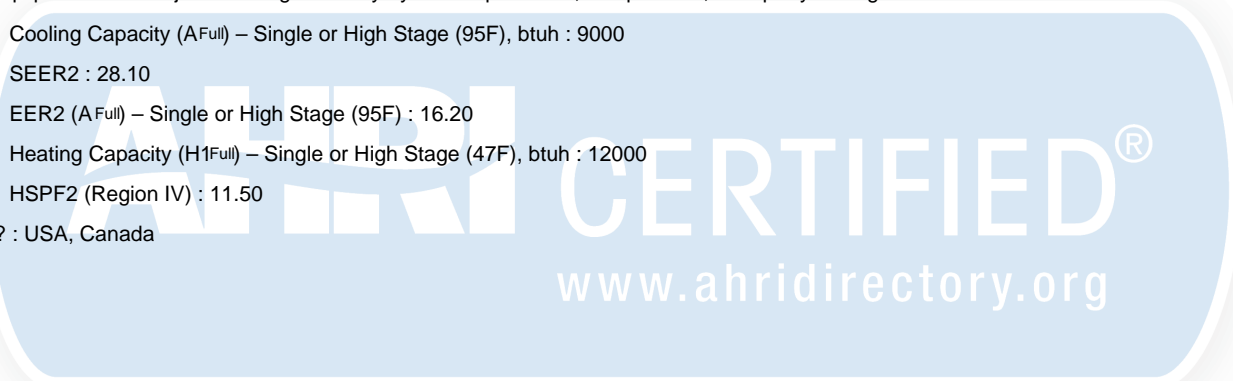 Cooling Capacity (AFull) – Single or High Stage (95F), btuh : 9000
SEER2 : 28.10
EER2 (AFull) – Single or High Stage (95F) : 16.20
Heating Capacity (H1Full) – Single or High Stage (47F), btuh : 12000
HSPF2 (Region IV) : 11.50
? : USA, Canada
AHRI CERTIFIED®
www.ahridirectory.org